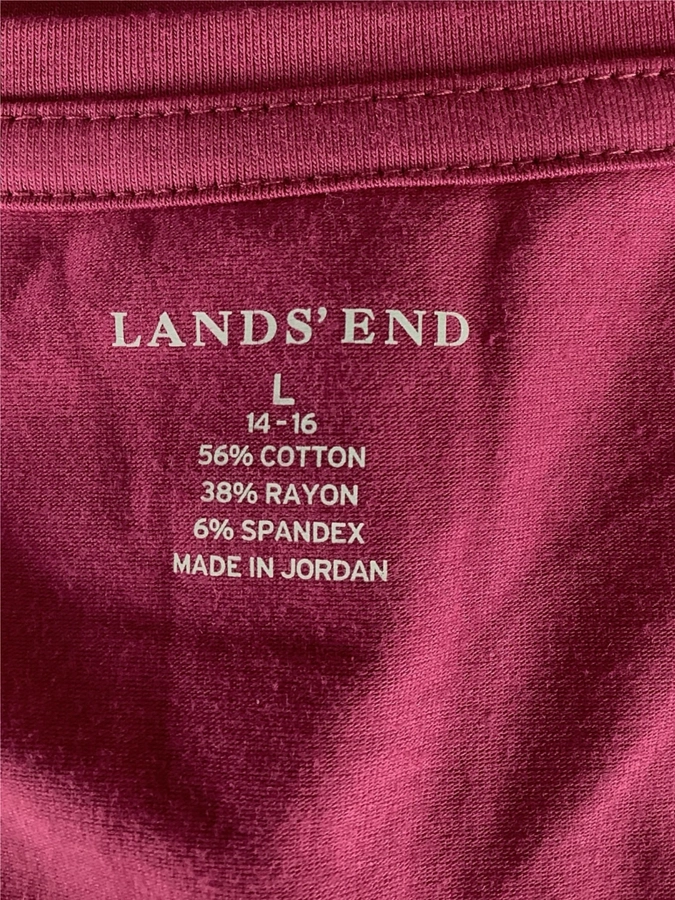 LANDS' END
L
14-16
56% COTTON
38% RAYON
6% SPANDEX
MADE IN JORDAN